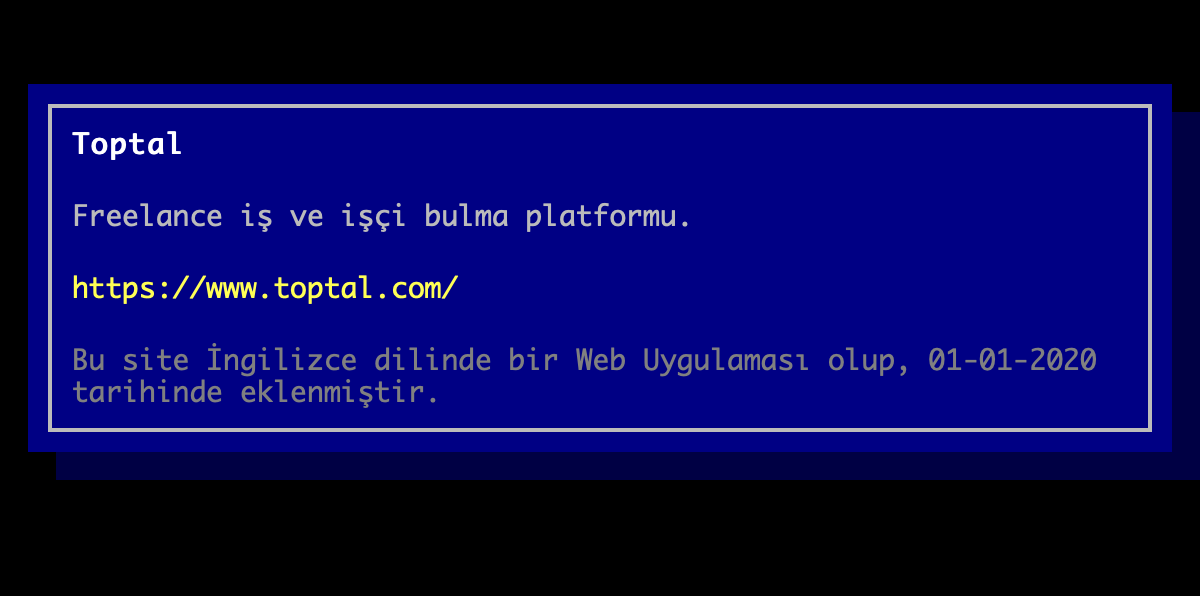 Toptal
Freelance iş ve işçi bulma platformu.
https://www.toptal.com/
Bu site İngilizce dilinde bir Web Uygulaması olup, 01-01-2020
tarihinde eklenmiştir.